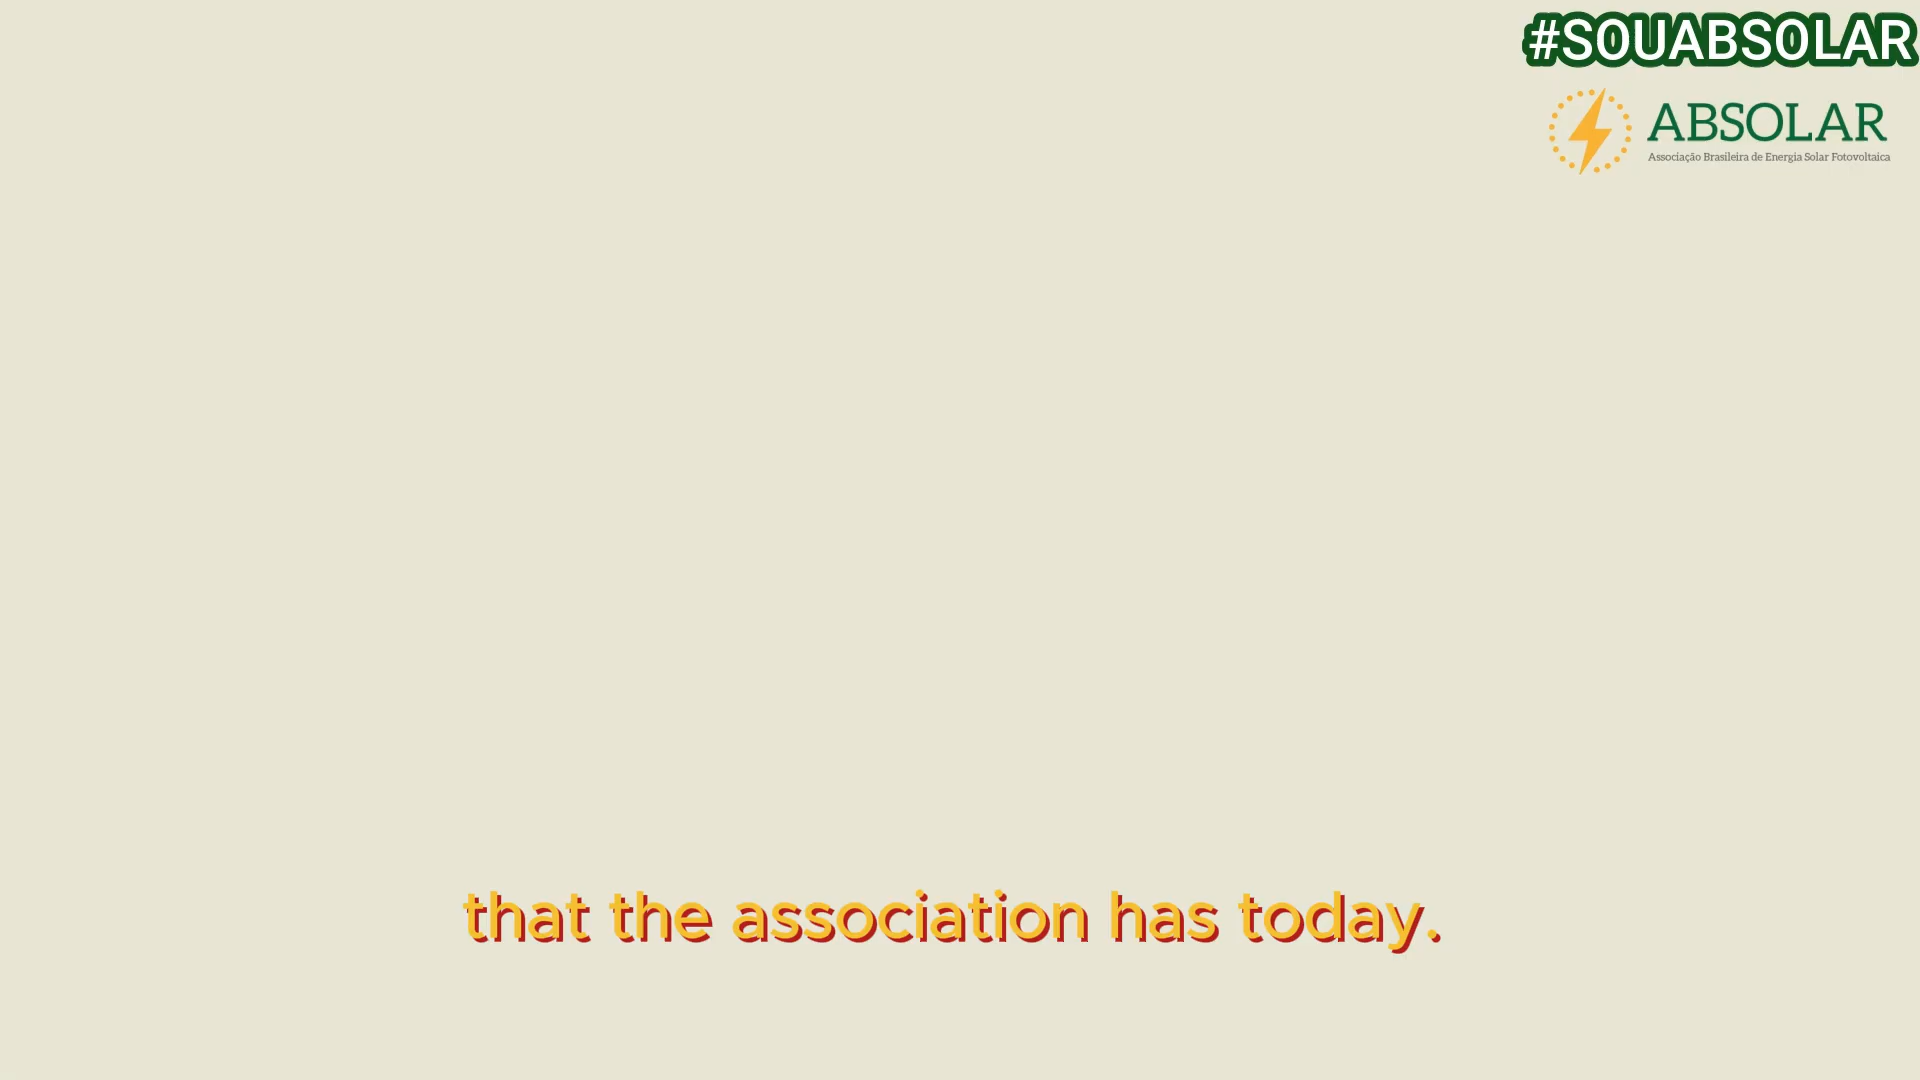 #SOUABSOLAR
ABSOLAR
Associação Brasileira de Energia Solar Fotovoltaica
that the association has today.